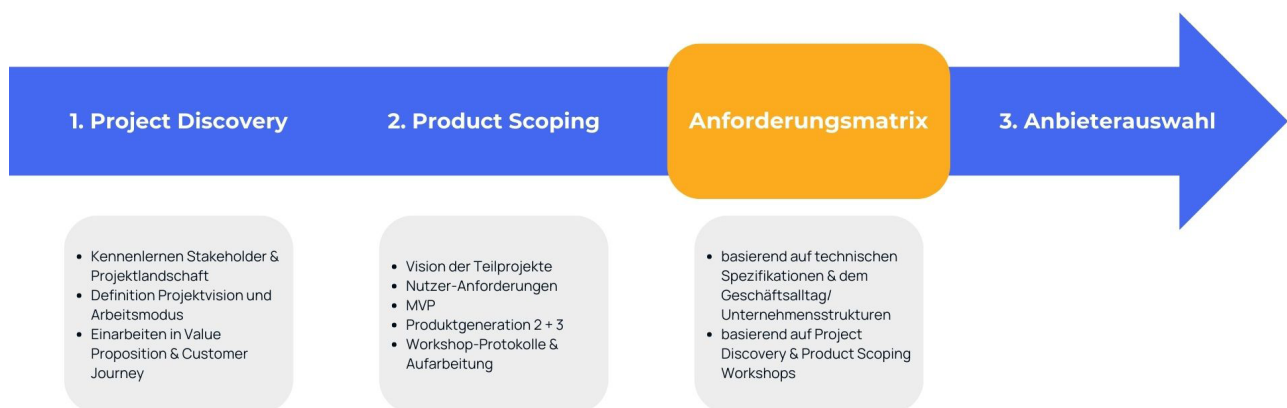 1. Project Discovery
2. Product Scoping
Anforderungsmatrix
3. Anbieterauswahl
• Kennenlernen Stakeholder &
Projektlandschaft
• Definition Projektvision und
Arbeitsmodus
• Einarbeiten in Value
Proposition & Customer
Journey
• Vision der Teilprojekte
• Nutzer-Anforderungen
• MVP
• Produktgeneration 2 + 3
• Workshop-Protokolle &
Aufarbeitung
• basierend auf technischen
Spezifikationen & dem
Geschäftsalltag/
Unternehmensstrukturen
• basierend auf Project
Discovery & Product Scoping
Workshops